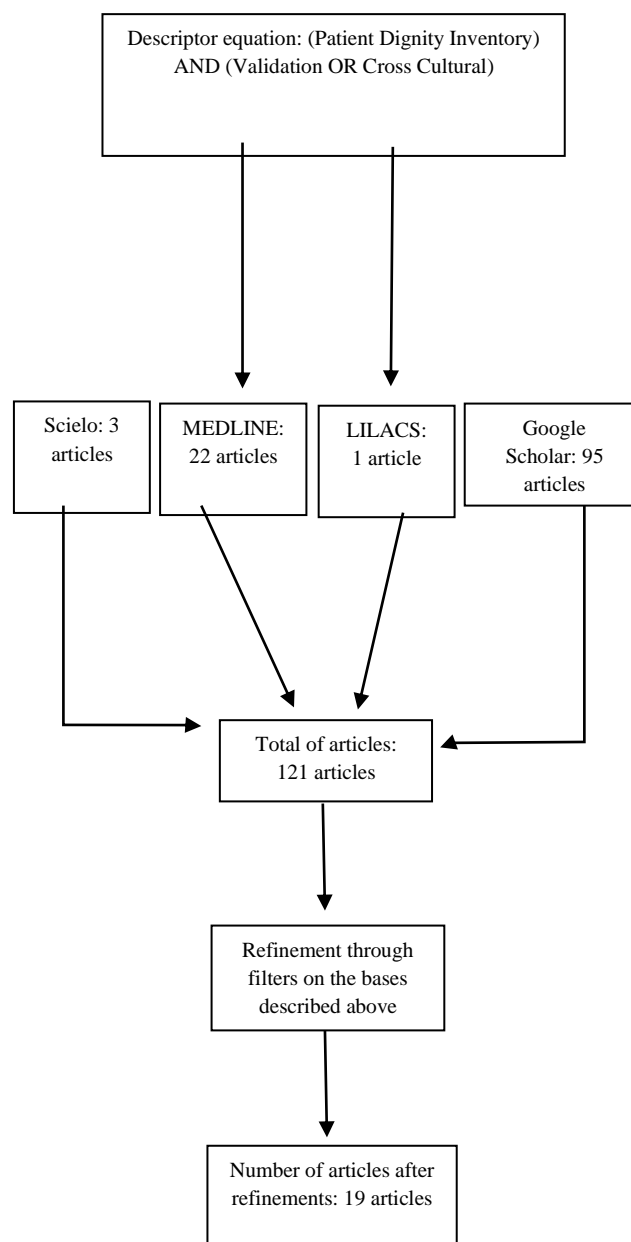 Descriptor equation: (Patient Dignity Inventory)
AND (Validation OR Cross Cultural)
Scielo: 3
articles
MEDLINE:
22 articles
LILACS:
1 article
Google
Scholar: 95
articles
Total of articles:
121 articles
Refinement through
filters on the bases
described above
Number of articles after
refinements: 19 articles